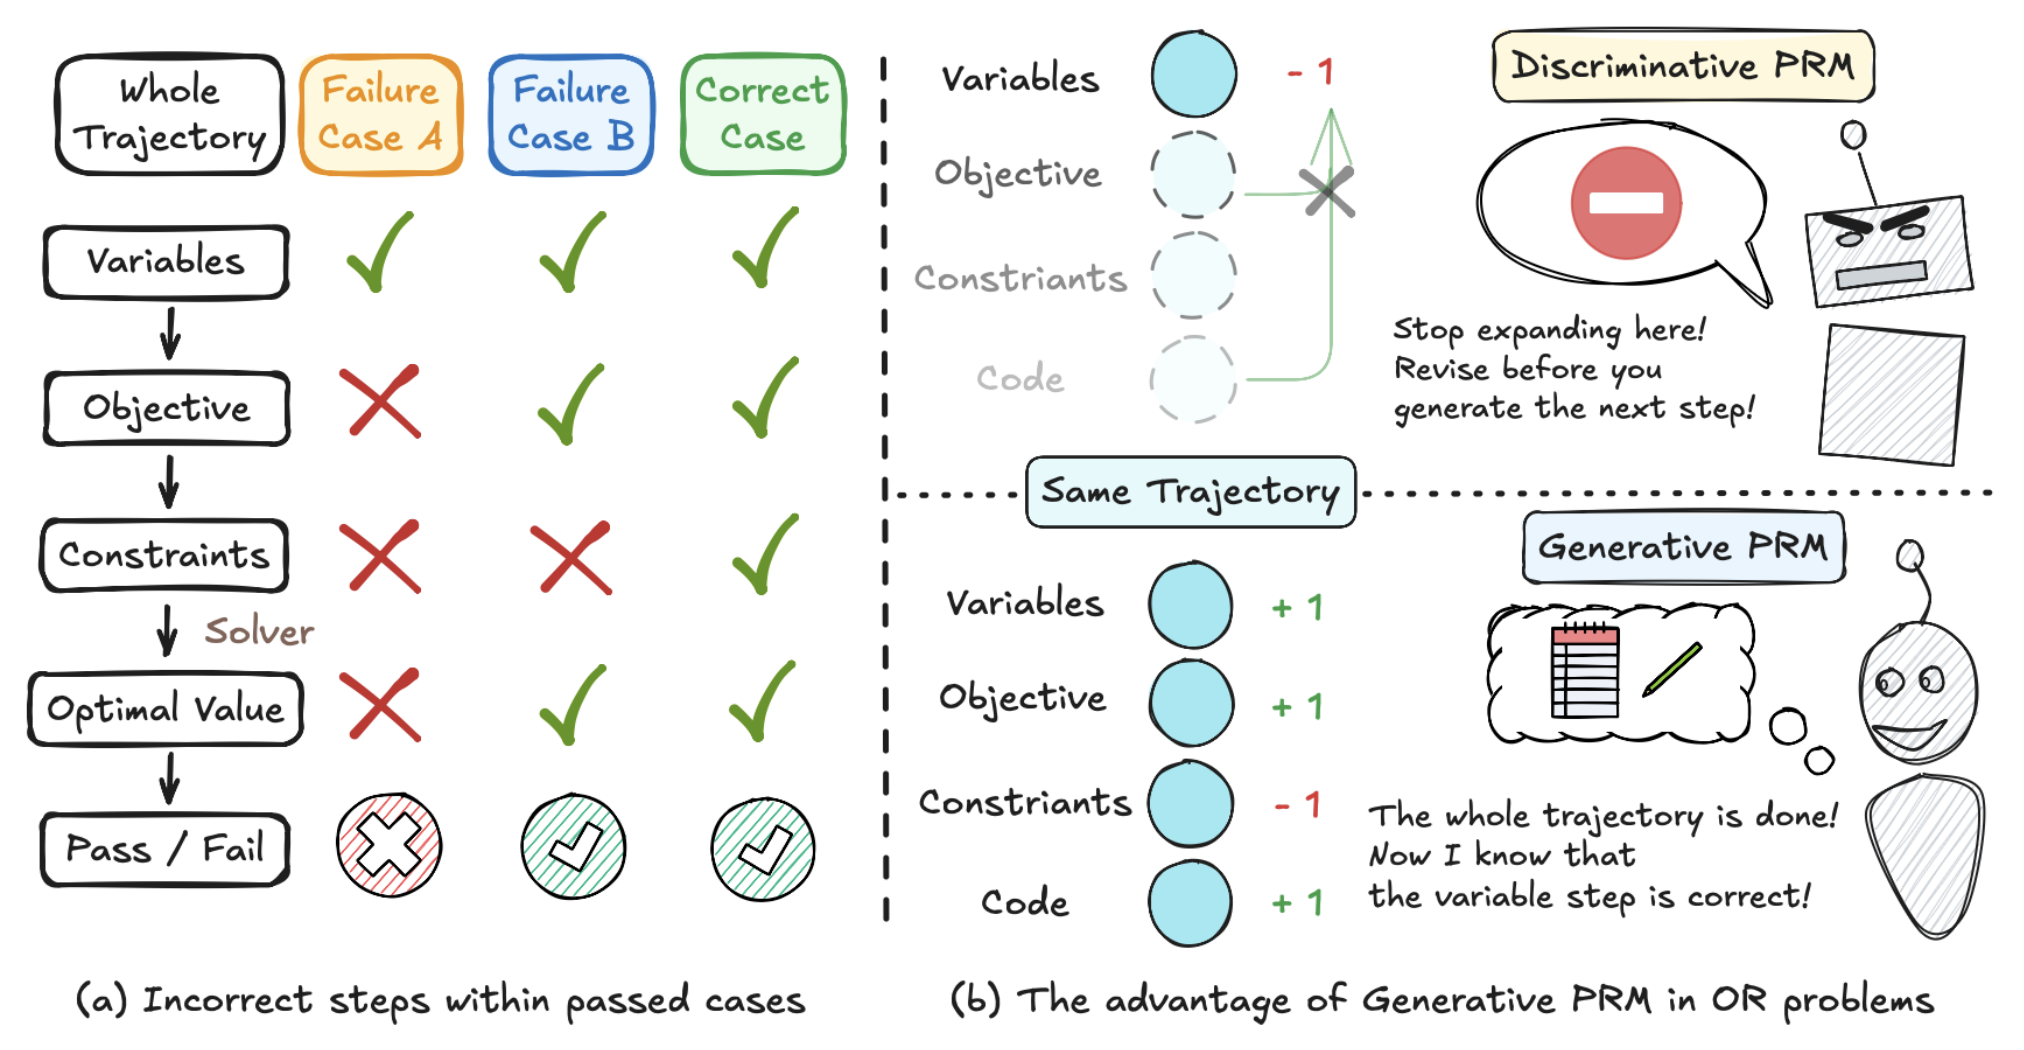 Whole
Trajectory
Failure
Case A
Failure
Case B
Correct
Case
Variables
Objective
Constraints
Solver
Optimal Value
Pass / Fail
(a) Incorrect steps within passed cases
Variables
- 1
Objective
Constriants
Code
Discriminative PRM
Stop expanding here!
Revise before you
generate the next step!
Same Trajectory
Variables
+ 1
Objective
+ 1
Constriants
- 1
Code
+ 1
Generative PRM
The whole trajectory is done!
Now I know that
the variable step is correct!
(b) The advantage of Generative PRM in OR problems